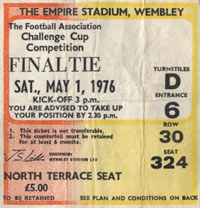 THE EMPIRE STADIUM, WEMBLEY
The Football Association
Challenge Cup
Competition
FINAL TIE
SAT., MAY 1, 1976
KICK-OFF 3 p.m.
YOU ARE ADVISED TO TAKE UP
YOUR POSITION BY 2.30 p.m.
TURNSTILES
D
ENTRANCE
6
ROW
30
SEAT
324
1. This ticket is not transferable.
2. This counterfoil must be retained
for at least 6 months.
CHAIRMAN
WEMBLEY STADIUM LTD
NORTH TERRACE SEAT
£5.00
TO BE RETAINED
SEE PLAN AND CONDITIONS ON BACK